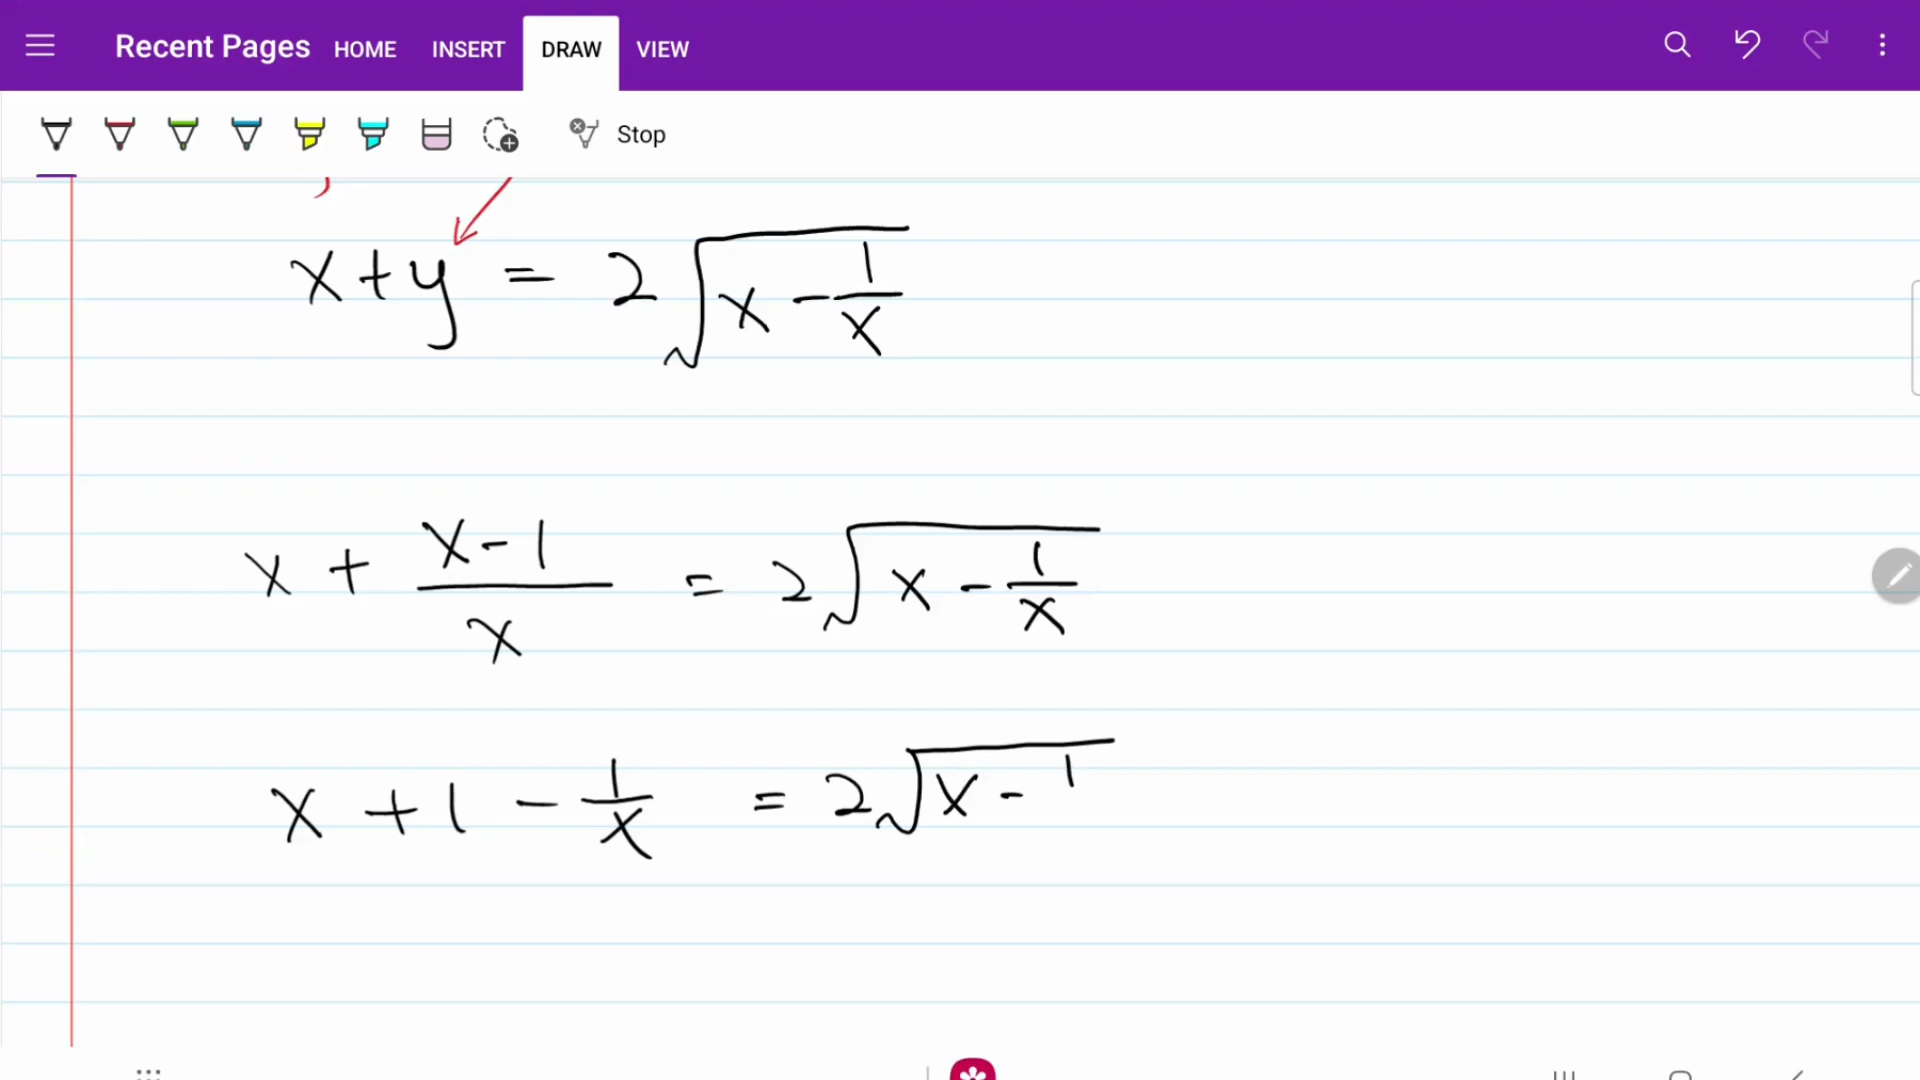 Recent Pages HOME INSERT DRAW VIEW
Stop
x + y = 2√(x - 1/x)
x + (x - 1)/x = 2√(x - 1/x)
x + 1 - 1/x = 2√(x - 1